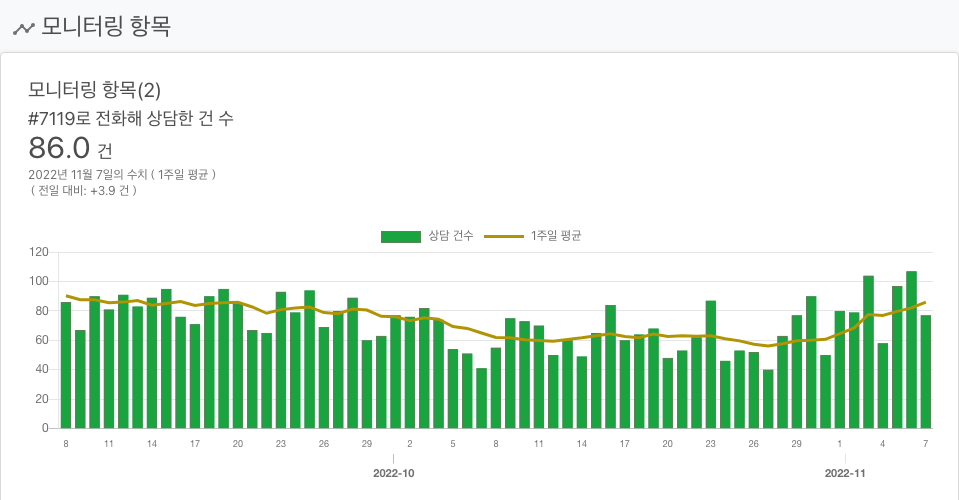 모니터링 항목
모니터링 항목(2)
#7119로 전화해 상담한 건 수
86.0 건
2022년 11월 7일의 수치 ( 1주일 평균 )
( 전일 대비: +3.9 건 )
상담 건수 1주일 평균
120
100
80
60
40
20
0
8 11 14 17 20 23 26 29 2 5 8 11 14 17 20 23 26 29 1 4 7
2022-10 2022-11